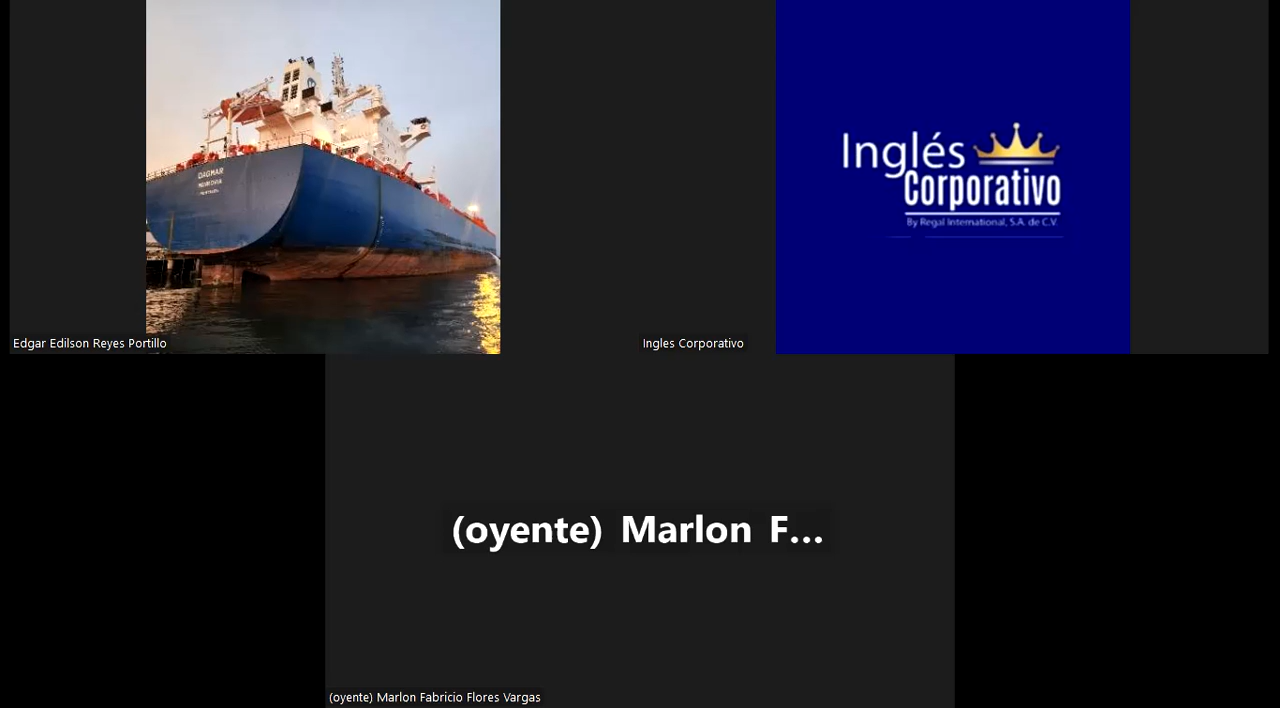 DAGMAR
Edgar Edilson Reyes Portillo
Inglés
Corporativo
By Regal International, S.A. de C.V.
Ingles Corporativo
(oyente) Marlon F...
(oyente) Marlon Fabricio Flores Vargas